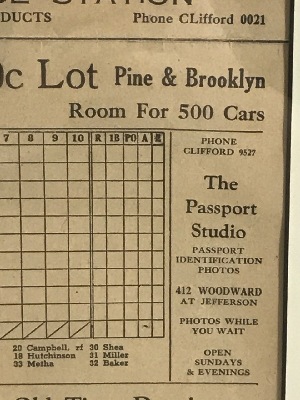 DUCTS Phone CLifford 0021
0c Lot Pine & Brooklyn
Room For 500 Cars
7 8 9 10 R 1B PO A E
PHONE
CLIFFORD 9527
The
Passport
Studio
PASSPORT
IDENTIFICATION
PHOTOS
412 WOODWARD
AT JEFFERSON
PHOTOS WHILE
YOU WAIT
OPEN
SUNDAYS
& EVENINGS
20 Campbell, rf 30 Shea
18 Hutchinson 31 Miller
33 Metha 32 Baker